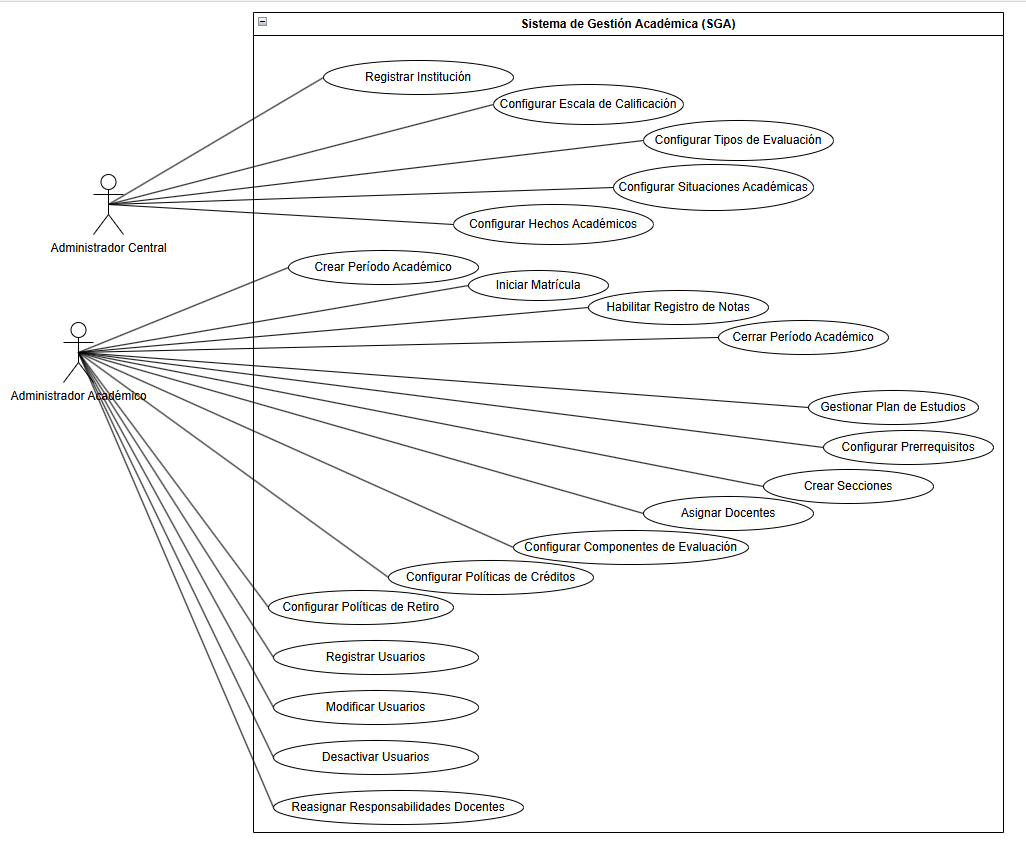 Sistema de Gestión Académica (SGA)
Registrar Institución
Configurar Escala de Calificación
Configurar Tipos de Evaluación
Configurar Situaciones Académicas
Configurar Hechos Académicos
Administrador Central
Crear Período Académico
Iniciar Matrícula
Habilitar Registro de Notas
Cerrar Período Académico
Administrador Académico
Gestionar Plan de Estudios
Configurar Prerrequisitos
Crear Secciones
Asignar Docentes
Configurar Componentes de Evaluación
Configurar Políticas de Créditos
Configurar Políticas de Retiro
Registrar Usuarios
Modificar Usuarios
Desactivar Usuarios
Reasignar Responsabilidades Docentes